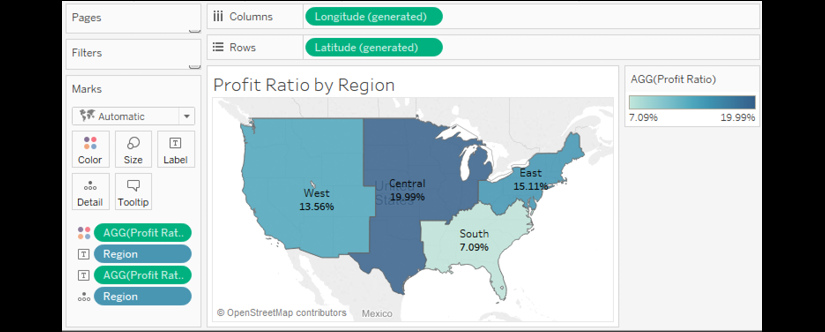 Pages
Columns
Longitude (generated)
Rows
Latitude (generated)
Filters
Marks
Automatic
Color
Size
Label
Detail
Tooltip
AGG(Profit Rat..
Region
AGG(Profit Rat..
Region
Profit Ratio by Region
United
States
West
13.56%
Central
19.99%
East
15.11%
South
7.09%
© OpenStreetMap contributors
Mexico
AGG(Profit Ratio)
7.09%
19.99%